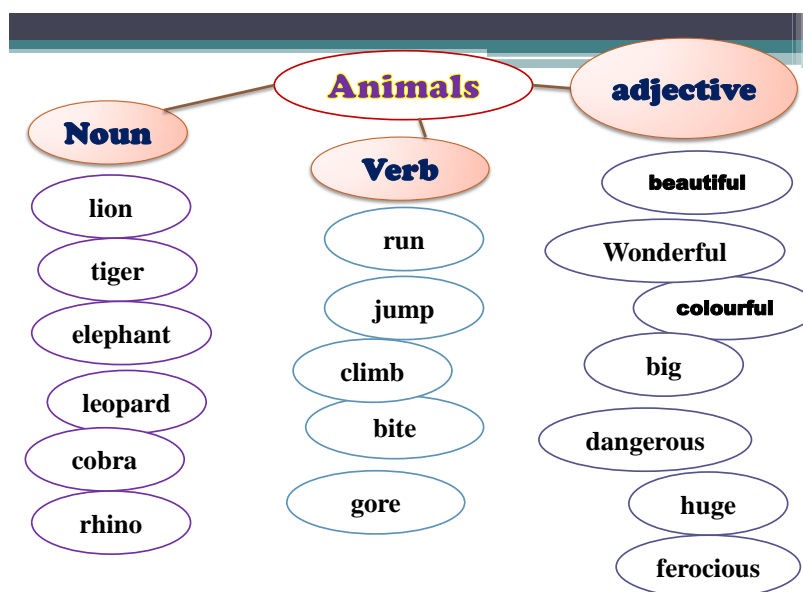 Animals
Noun
lion
tiger
elephant
leopard
cobra
rhino
Verb
run
jump
climb
bite
gore
adjective
beautiful
Wonderful
colourful
big
dangerous
huge
ferocious